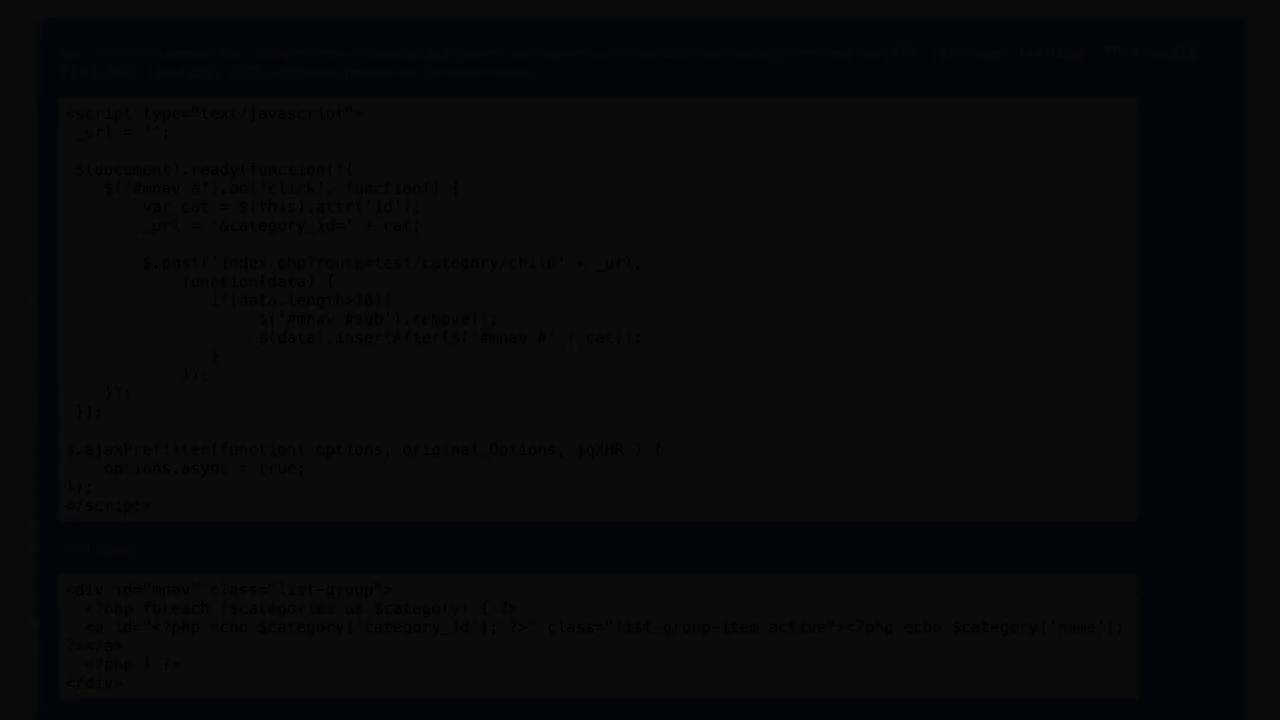 <script type="text/javascript">
_url = '';
$(document).ready(function(){
$('#mnav a').on('click', function() {
var cat = $(this).attr('id');
_url = '&category_id=' + cat;
$.post('index.php?route=test/category/child' + _url,
function(data) {
if(data.length>10){
$('#mnav #sub').remove();
$(data).insertAfter($('#mnav #' + cat));
}
});
});
});
$.ajaxPrefilter(function( options, original_Options, jqXHR ) {
options.async = true;
});
</script>
<div id="mnav" class="list-group">
<?php foreach ($categories as $category) { ?>
<a id="<?php echo $category['category_id']; ?>" class="list-group-item active"><?php echo $category['name'];
?></a>
<?php } ?>
</div>